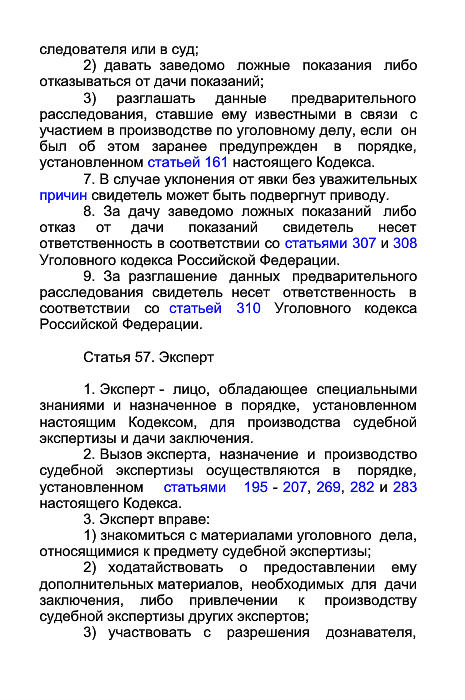 следователя или в суд;
2) давать заведомо ложные показания либо
отказываться от дачи показаний;
3) разглашать данные предварительного
расследования, ставшие ему известными в связи с
участием в производстве по уголовному делу, если он
был об этом заранее предупрежден в порядке,
установленном статьей 161 настоящего Кодекса.
7. В случае уклонения от явки без уважительных
причин свидетель может быть подвергнут приводу.
8. За дачу заведомо ложных показаний либо
отказ от дачи показаний свидетель несет
ответственность в соответствии со статьями 307 и 308
Уголовного кодекса Российской Федерации.
9. За разглашение данных предварительного
расследования свидетель несет ответственность в
соответствии со статьей 310 Уголовного кодекса
Российской Федерации.
Статья 57. Эксперт
1. Эксперт - лицо, обладающее специальными
знаниями и назначенное в порядке, установленном
настоящим Кодексом, для производства судебной
экспертизы и дачи заключения.
2. Вызов эксперта, назначение и производство
судебной экспертизы осуществляются в порядке,
установленном статьями 195 - 207, 269, 282 и 283
настоящего Кодекса.
3. Эксперт вправе:
1) знакомиться с материалами уголовного дела,
относящимися к предмету судебной экспертизы;
2) ходатайствовать о предоставлении ему
дополнительных материалов, необходимых для дачи
заключения, либо привлечении к производству
судебной экспертизы других экспертов;
3) участвовать с разрешения дознавателя,